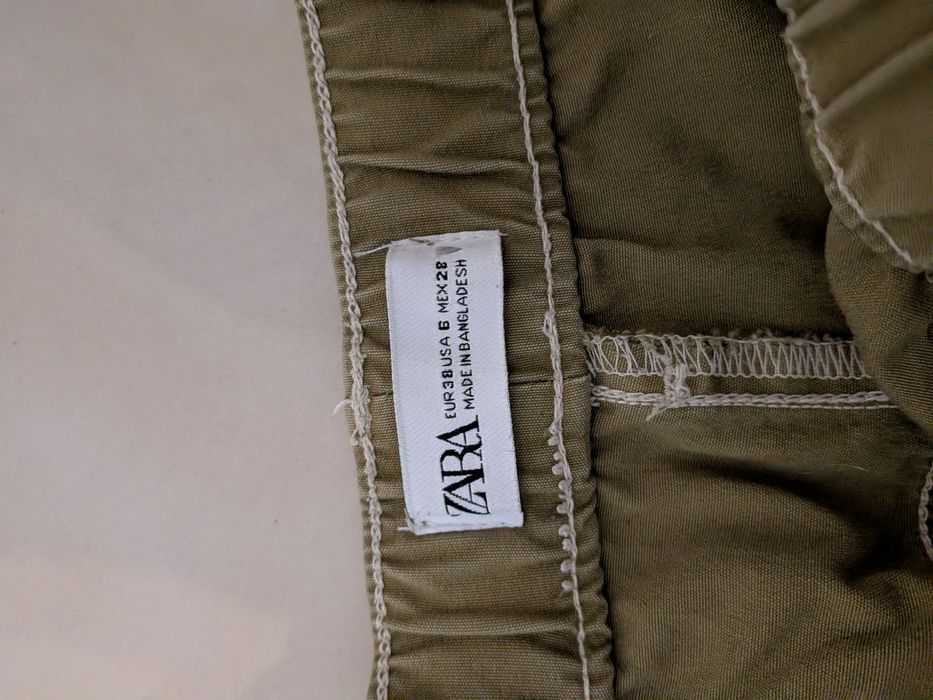 ZARA
EUR 38 USA 6 MEX 28
MADE IN BANGLADESH